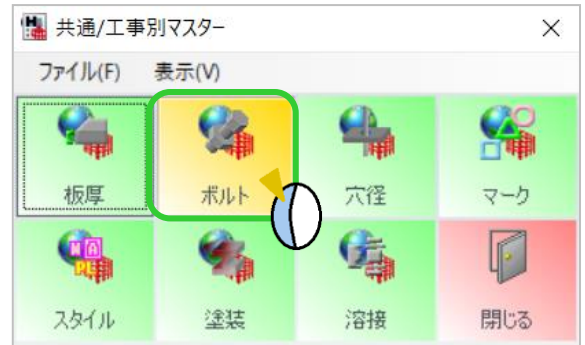 共通/工事別マスター
ファイル(F) 表示(V)
板厚 ボルト 穴径 マーク
スタイル 塗装 溶接 閉じる